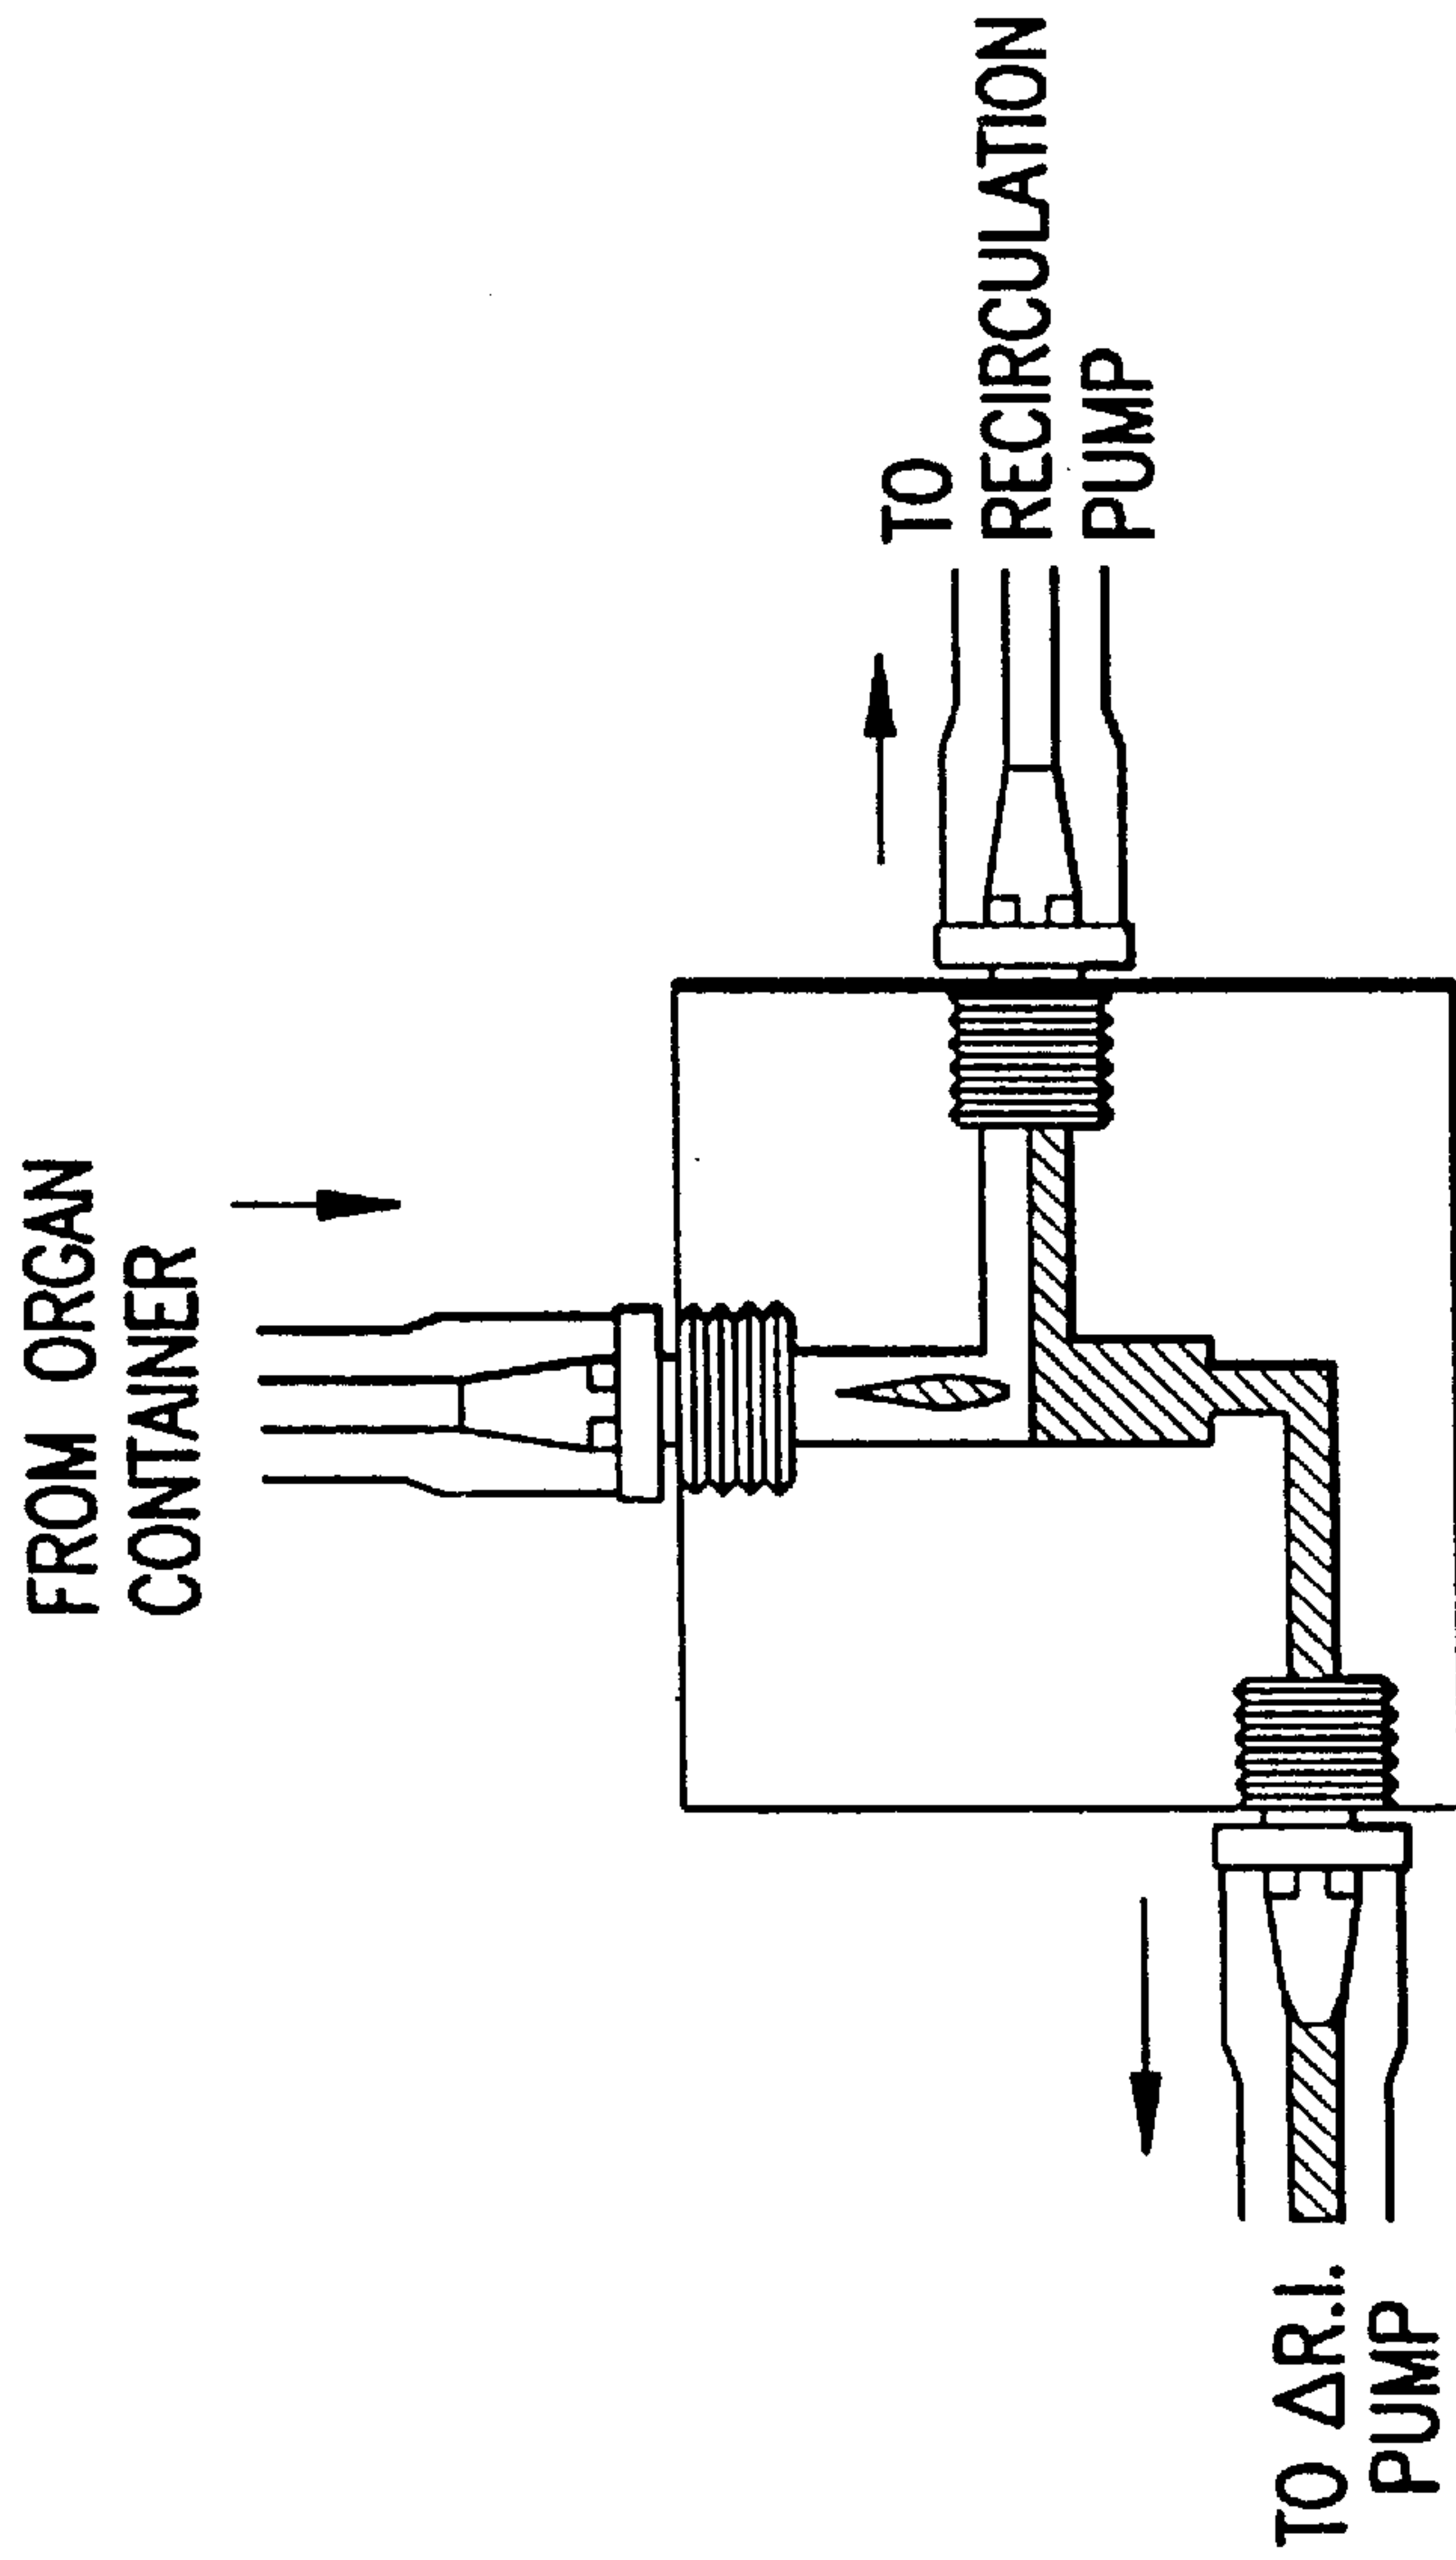 FROM ORGAN
CONTAINER
TO
RECIRCULATION
PUMP
TO ΔR.I.
PUMP